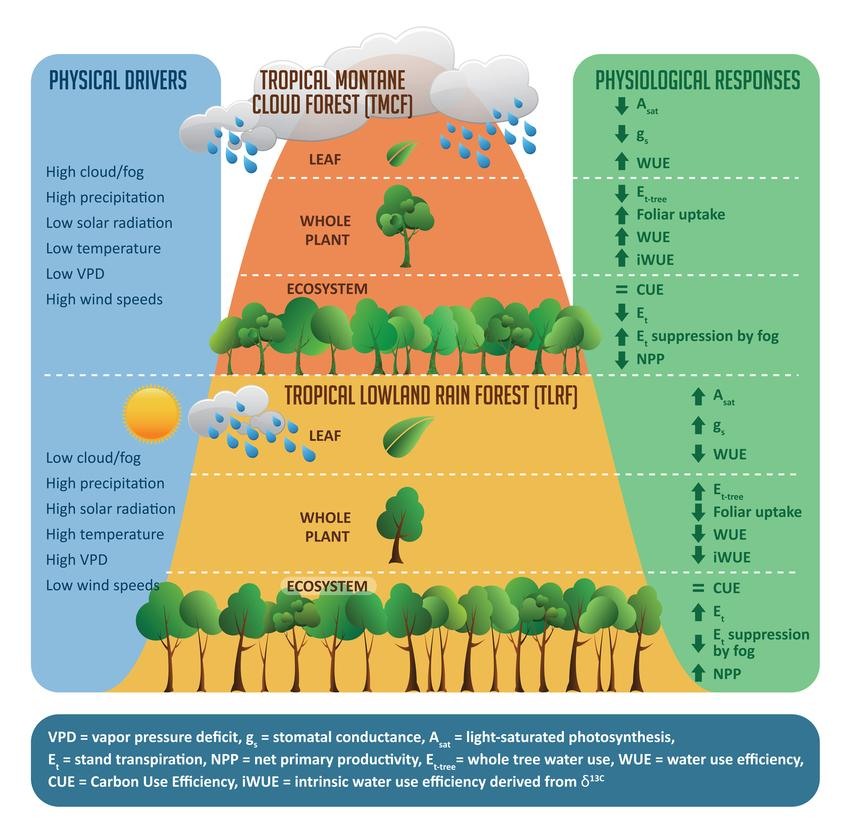 PHYSICAL DRIVERS
TROPICAL MONTANE
CLOUD FOREST (TMCF)
PHYSIOLOGICAL RESPONSES
High cloud/fog
High precipitation
Low solar radiation
Low temperature
Low VPD
High wind speeds
LEAF
WHOLE
PLANT
ECOSYSTEM
↓ Asat
↓ gs
↑ WUE
↓ Et-tree
↑ Foliar uptake
↑ WUE
↑ iWUE
= CUE
↓ Et
↑ Et suppression by fog
↓ NPP
TROPICAL LOWLAND RAIN FOREST (TLRF)
Low cloud/fog
High precipitation
High solar radiation
High temperature
High VPD
Low wind speeds
LEAF
WHOLE
PLANT
ECOSYSTEM
↑ Asat
↑ gs
↓ WUE
↑ Et-tree
↓ Foliar uptake
↓ WUE
↓ iWUE
= CUE
↑ Et
↓ Et suppression
by fog
↑ NPP
VPD = vapor pressure deficit, gs = stomatal conductance, Asat = light-saturated photosynthesis,
Et = stand transpiration, NPP = net primary productivity, Et-tree= whole tree water use, WUE = water use efficiency,
CUE = Carbon Use Efficiency, iWUE = intrinsic water use efficiency derived from δ13C